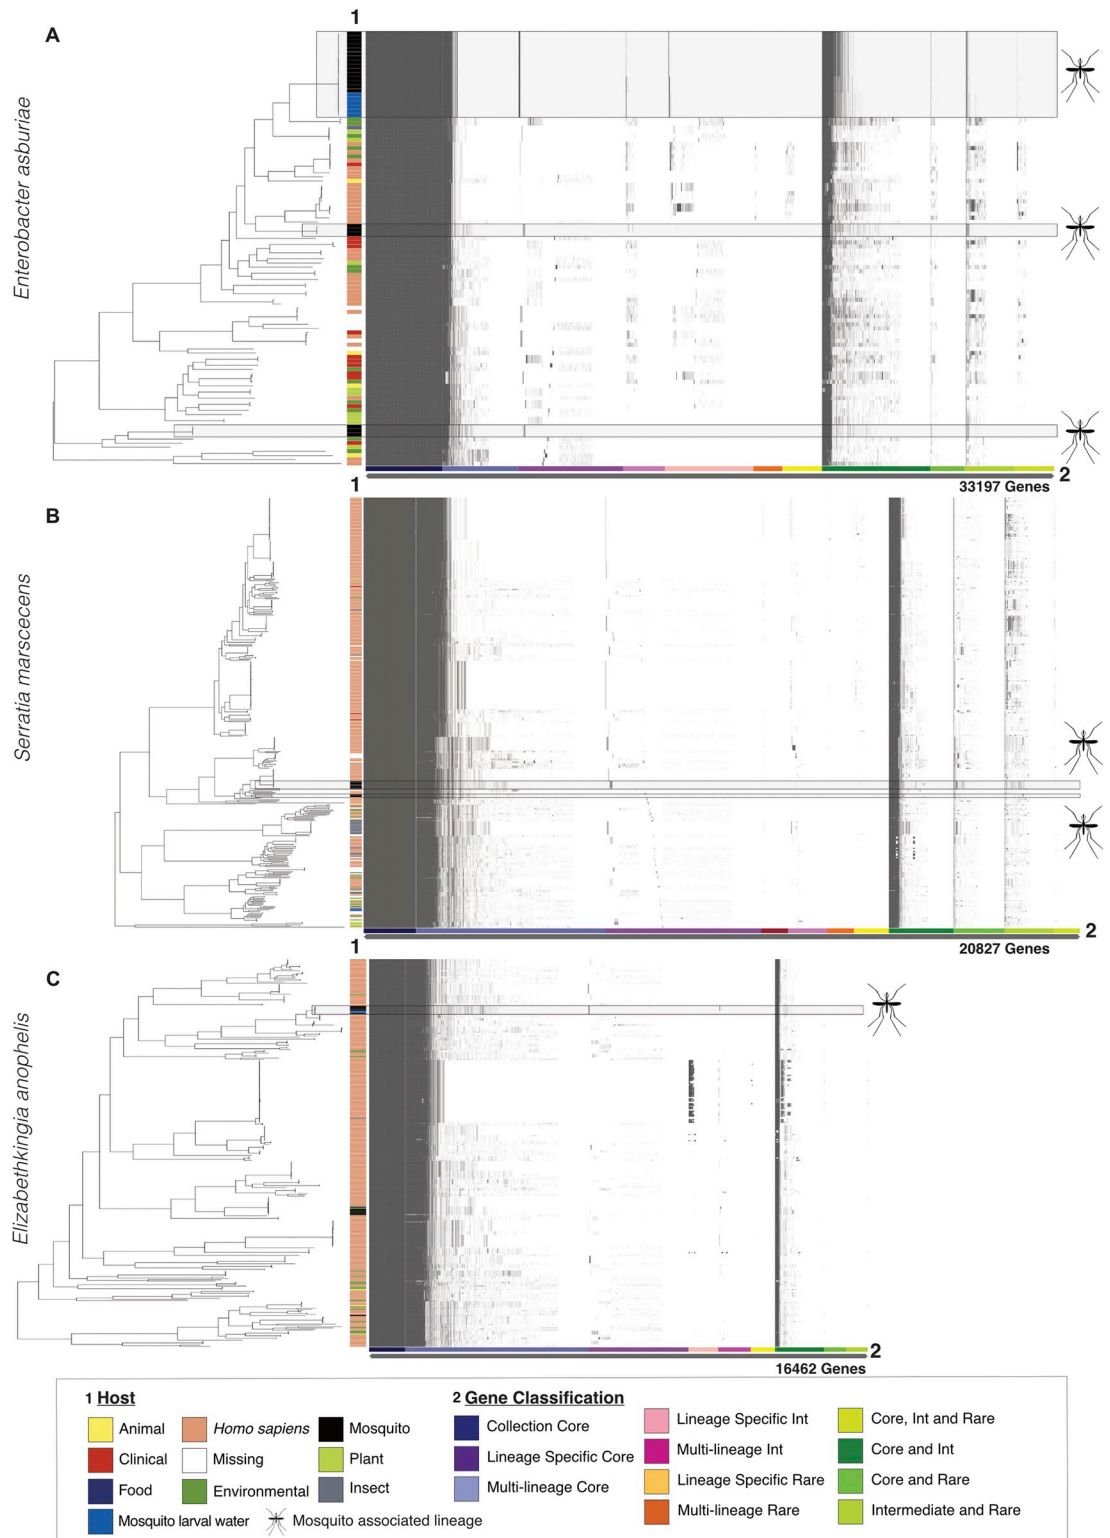 1
A
Enterobacter asburiae
2
33197 Genes
1
B
Serratia marscecens
2
20827 Genes
1
C
Elizabethkingia anophelis
2
16462 Genes
1 Host
Animal
Homo sapiens
Mosquito
Clinical
Missing
Plant
Food
Environmental
Insect
Mosquito larval water
Mosquito associated lineage
2 Gene Classification
Collection Core
Lineage Specific Core
Multi-lineage Core
Lineage Specific Int
Multi-lineage Int
Lineage Specific Rare
Multi-lineage Rare
Core, Int and Rare
Core and Int
Core and Rare
Intermediate and Rare